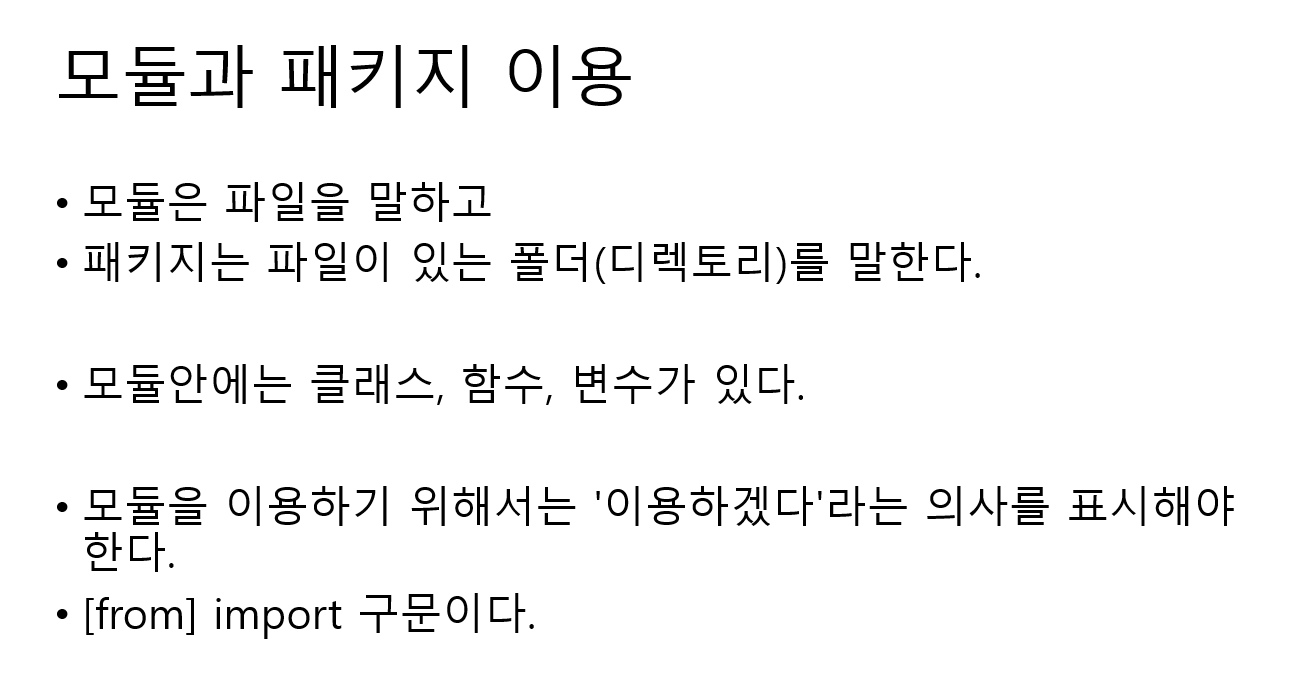 모듈과 패키지 이용
• 모듈은 파일을 말하고
• 패키지는 파일이 있는 폴더(디렉토리)를 말한다.
• 모듈안에는 클래스, 함수, 변수가 있다.
• 모듈을 이용하기 위해서는 '이용하겠다'라는 의사를 표시해야
한다.
• [from] import 구문이다.